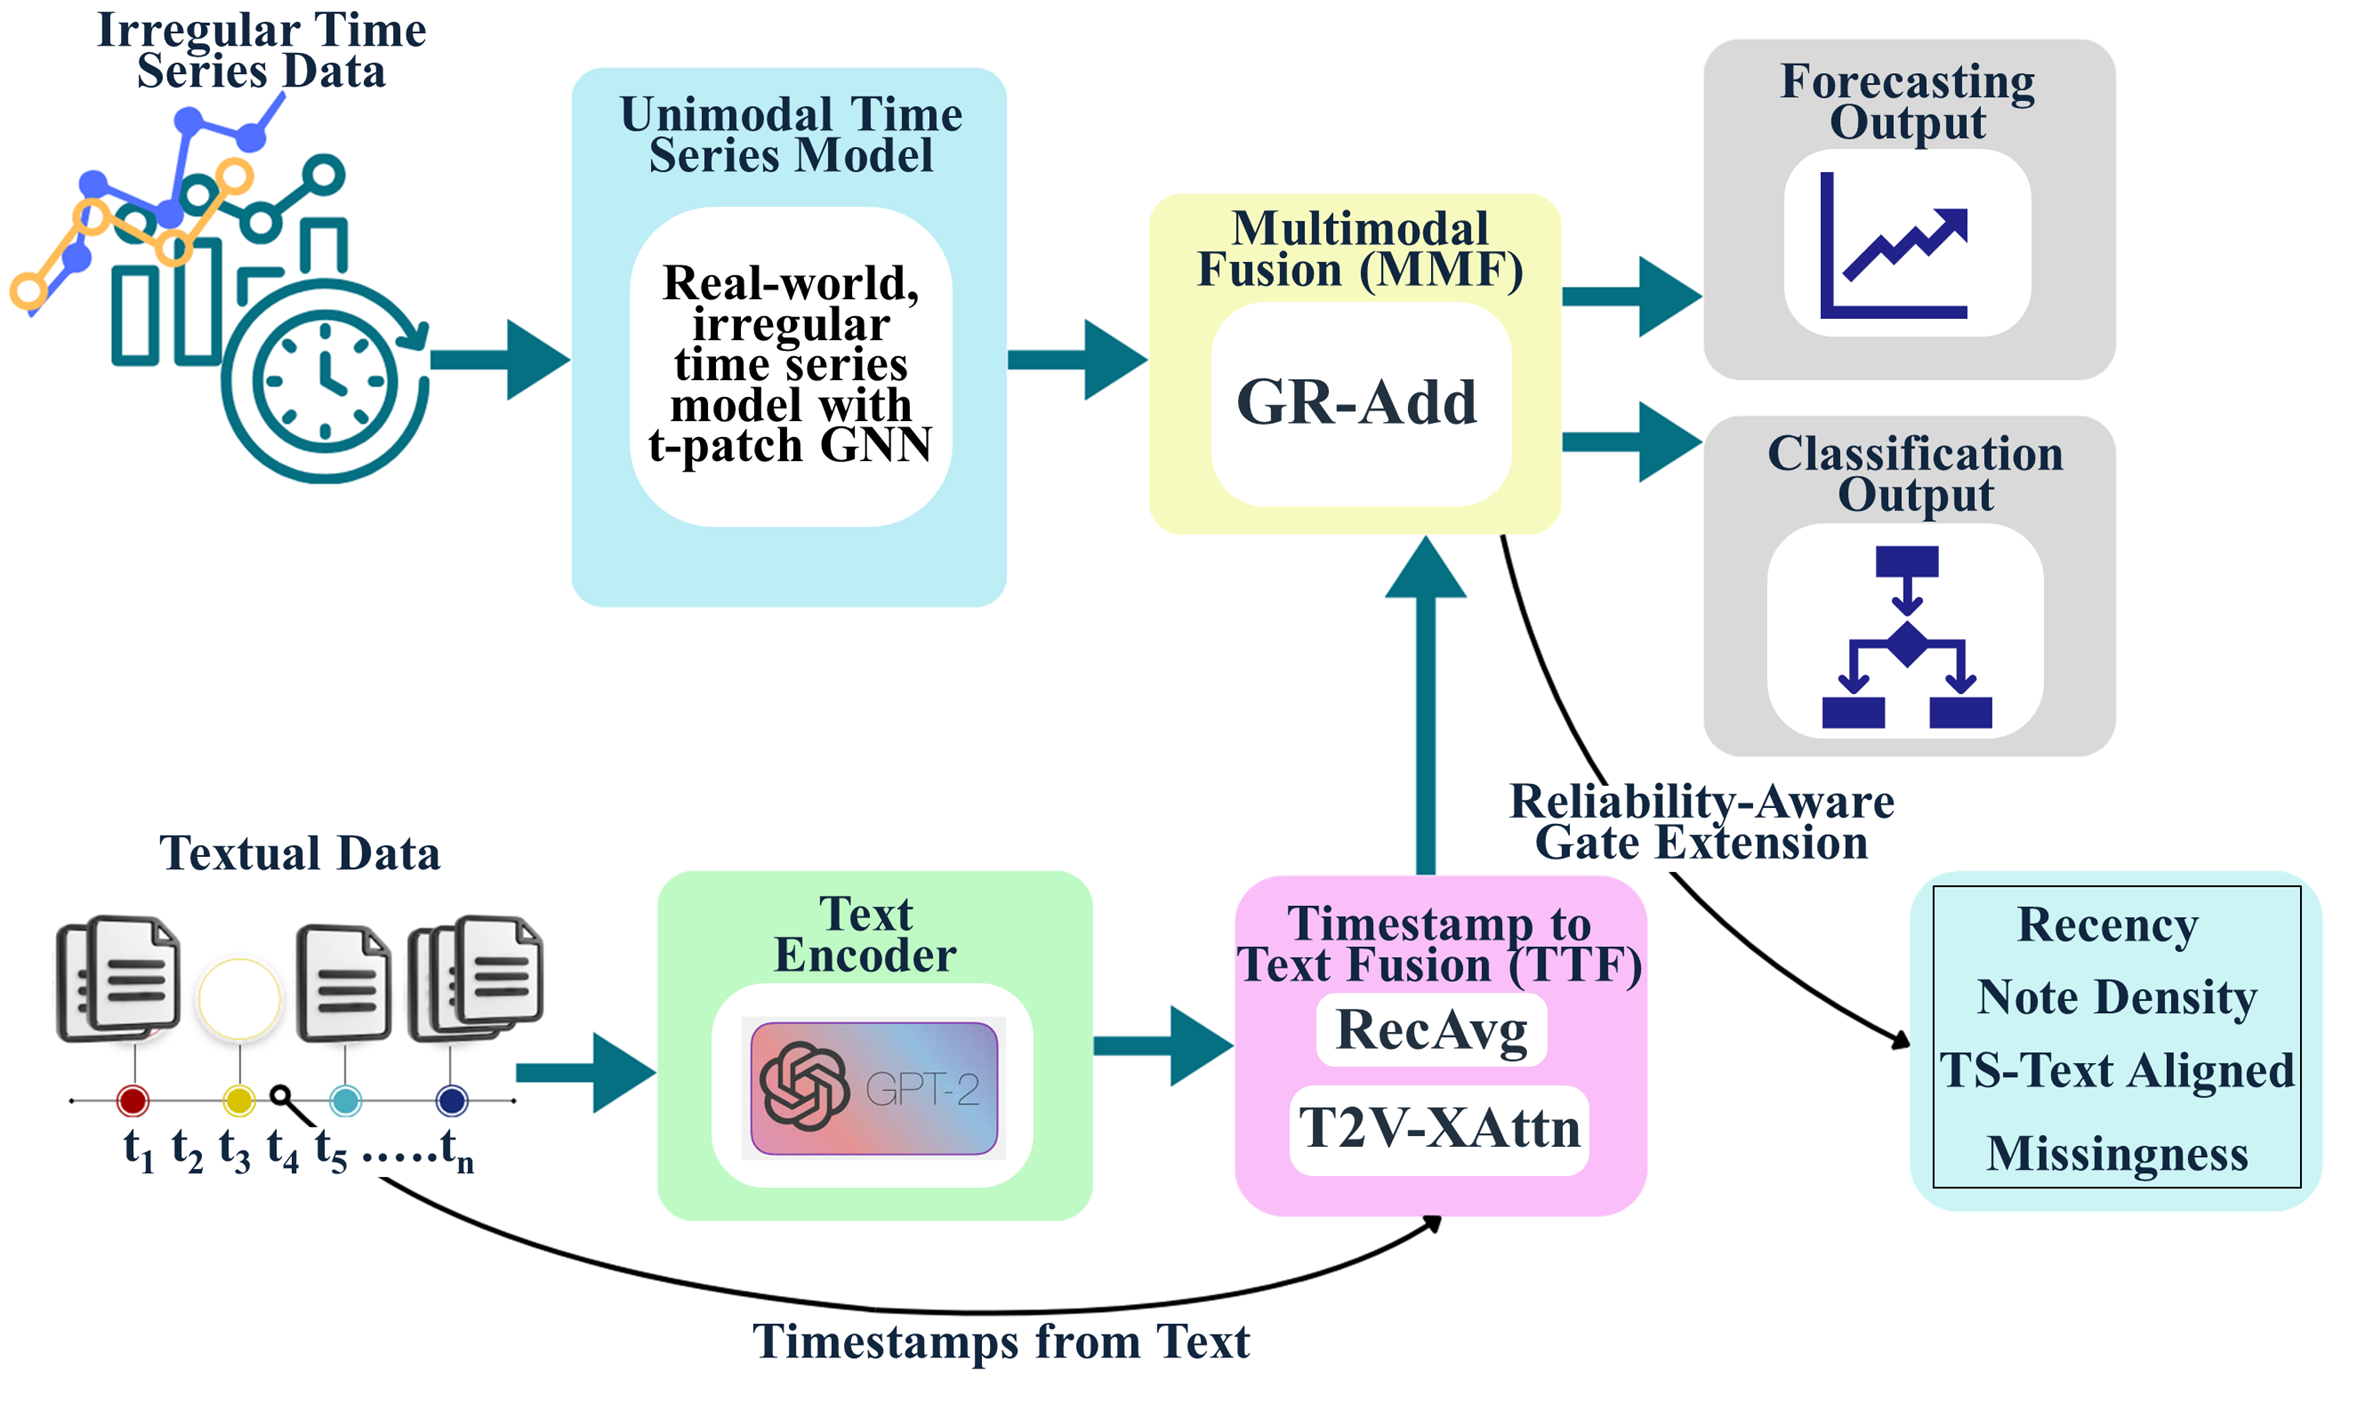 Irregular Time
Series Data
Unimodal Time
Series Model
Real-world,
irregular
time series
model with
t-patch GNN
Multimodal
Fusion (MMF)
GR-Add
Forecasting
Output
Classification
Output
Reliability-Aware
Gate Extension
Textual Data
t1 t2 t3 t4 t5 .....tn
Text
Encoder
GPT-2
Timestamp to
Text Fusion (TTF)
RecAvg
T2V-XAttn
Recency
Note Density
TS-Text Aligned
Missingness
Timestamps from Text